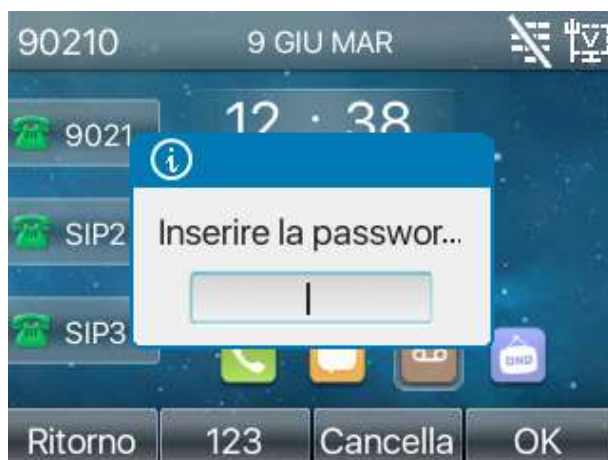 90210 9 GIU MAR
12 : 38
9021
Inserire la passwor...
SIP2
SIP3
DND
Ritorno 123 Cancella OK